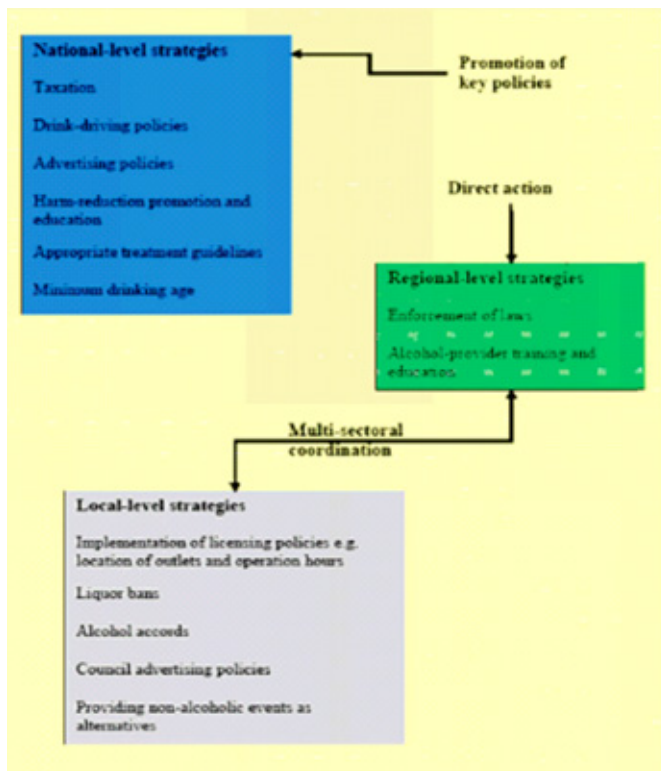 National-level strategies
Taxation
Drink-driving policies
Advertising policies
Harm-reduction promotion and
education
Appropriate treatment guidelines
Minimum drinking age
Promotion of
key policies
Direct action
Regional-level strategies
Enforcement of laws
Alcohol-provider training and
education
Multi-sectoral
coordination
Local-level strategies
Implementation of licensing policies e.g.
location of outlets and operation hours
Liquor bans
Alcohol accords
Council advertising policies
Providing non-alcoholic events as
alternatives